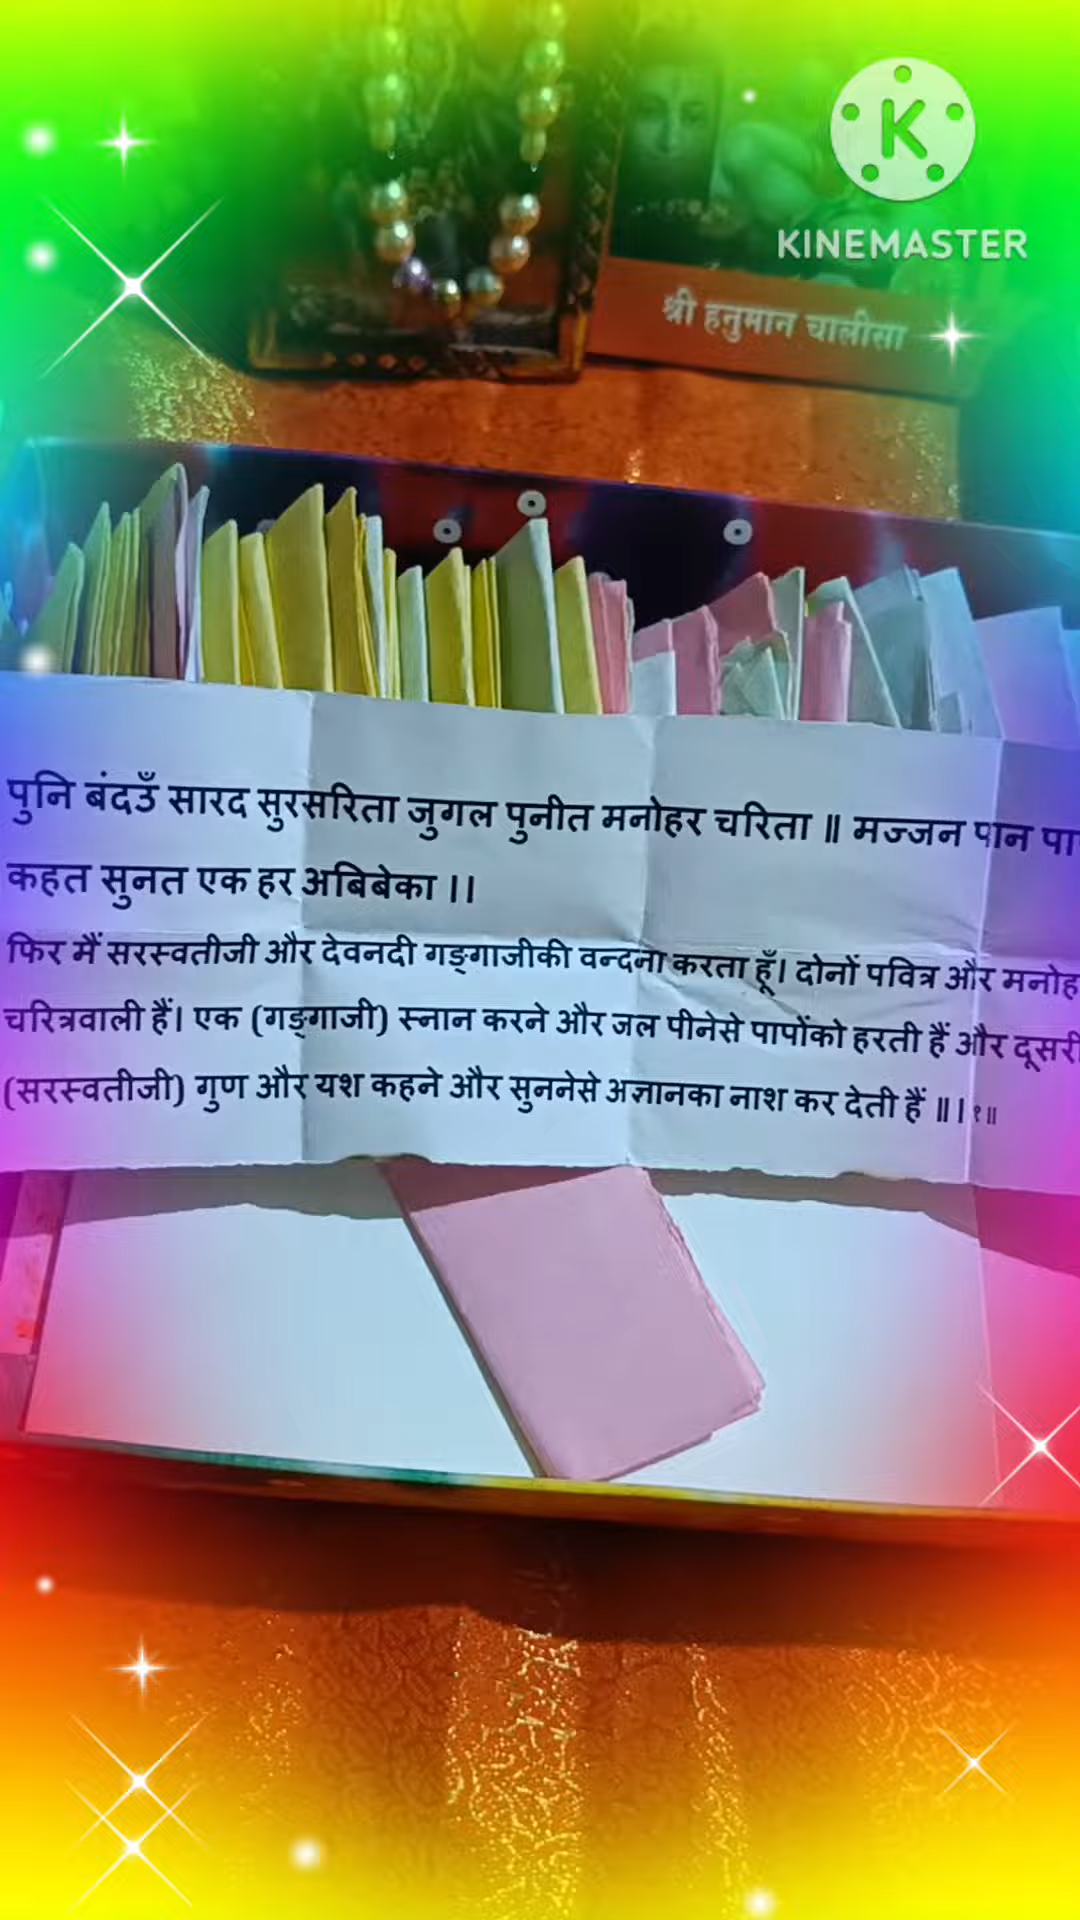 KINEMASTER
श्री हनुमान चालीसा
पुनि बंदउँ सारद सुरसरिता जुगल पुनीत मनोहर चरिता ॥ मज्जन पान
कहत सुनत एक हर अबिबेका ।।
फिर मैं सरस्वतीजी और देवनदी गङ्गाजीकी वन्दना करता हूँ। दोनों पवित्र और
चरित्रवाली हैं। एक (गङ्गाजी) स्नान करने और जल पीनेसे पापोंको हरती हैं और दूसरी
(सरस्वतीजी) गुण और यश कहने और सुननेसे अज्ञानका नाश कर देती हैं ॥।१॥